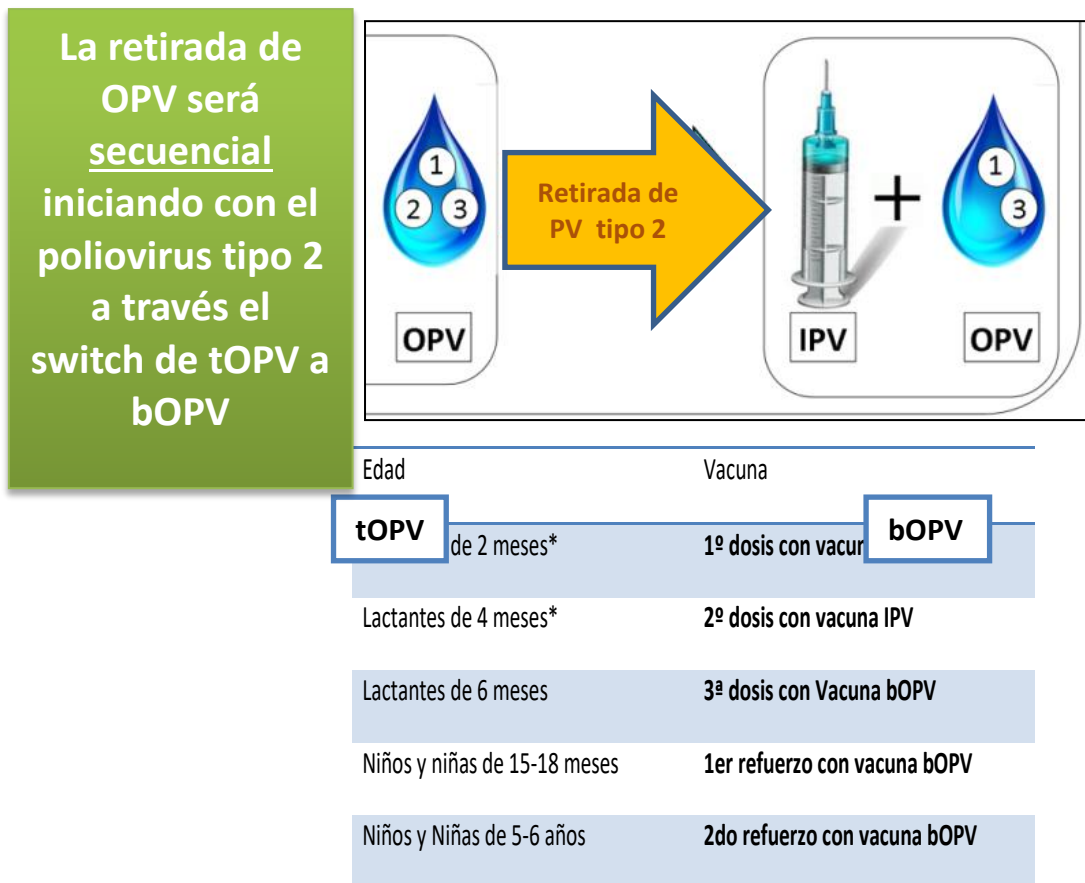 La retirada de
OPV será
secuencial
iniciando con el
poliovirus tipo 2
a través el
switch de tOPV a
bOPV
1
2 3
OPV
Retirada de
PV tipo 2
+
1
3
IPV
OPV
Edad Vacuna
tOPV bOPV
de 2 meses* 1º dosis con
Lactantes de 4 meses* 2º dosis con vacuna IPV
Lactantes de 6 meses 3ª dosis con Vacuna bOPV
Niños y niñas de 15-18 meses 1er refuerzo con vacuna bOPV
Niños y Niñas de 5-6 años 2do refuerzo con vacuna bOPV